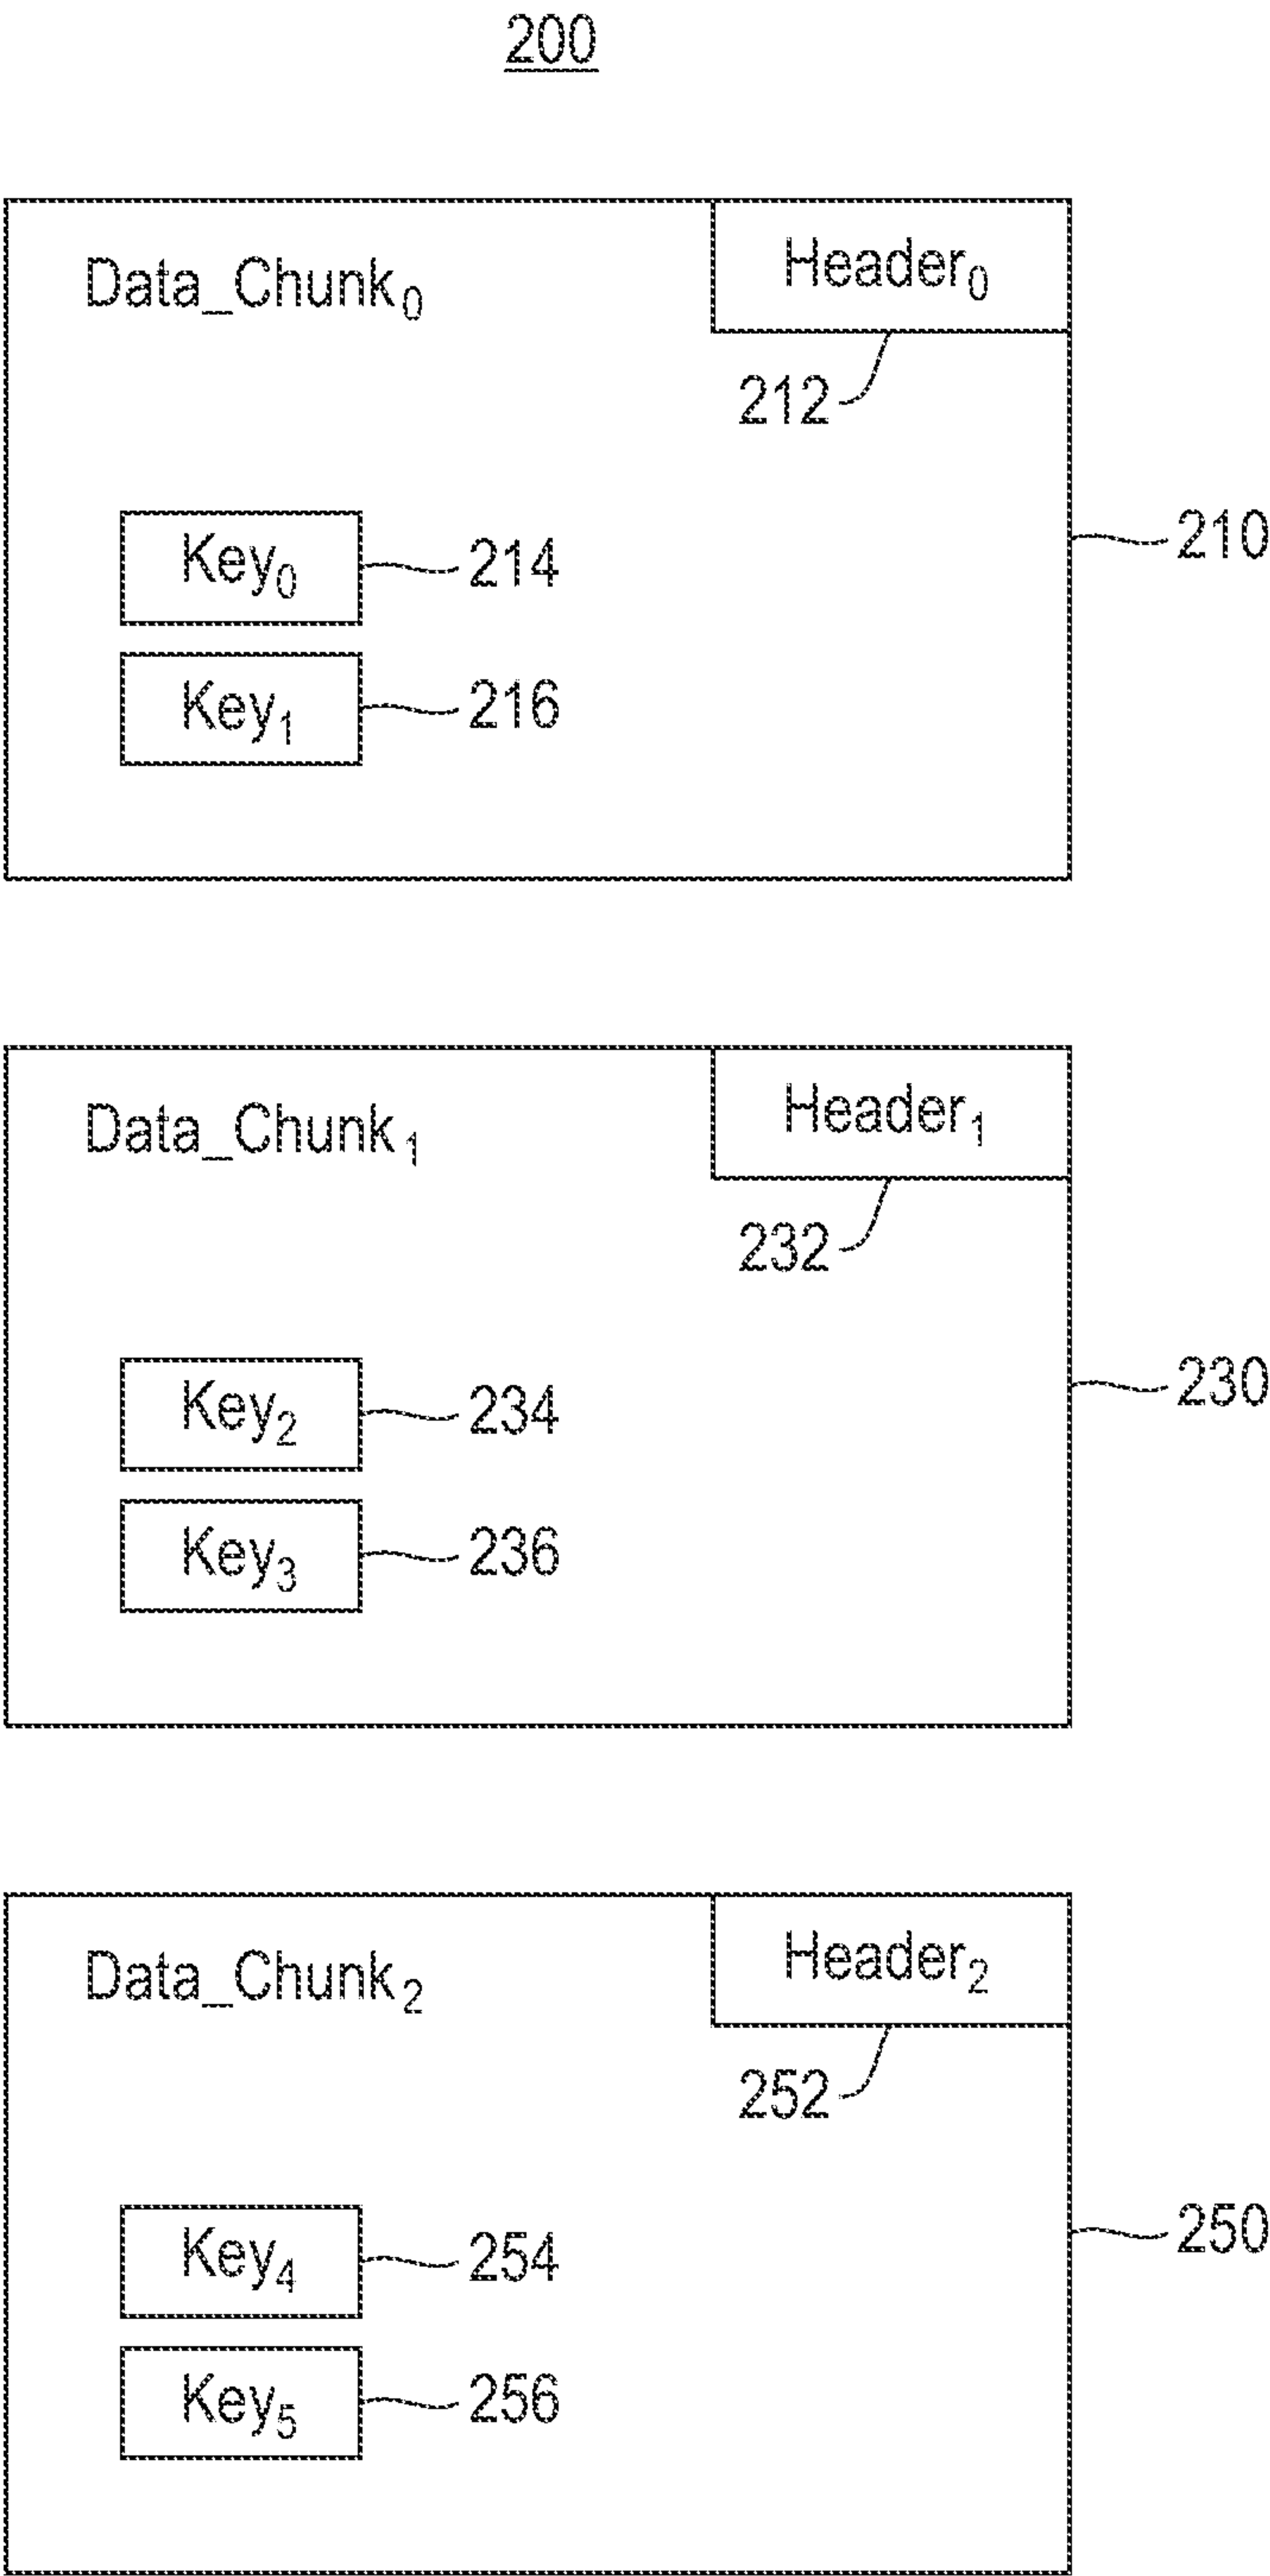 200
Data_Chunk₀
Header₀
212
210
Key₀
214
Key₁
216
Data_Chunk₁
Header₁
232
230
Key₂
234
Key₃
236
Data_Chunk₂
Header₂
252
250
Key₄
254
Key₅
256